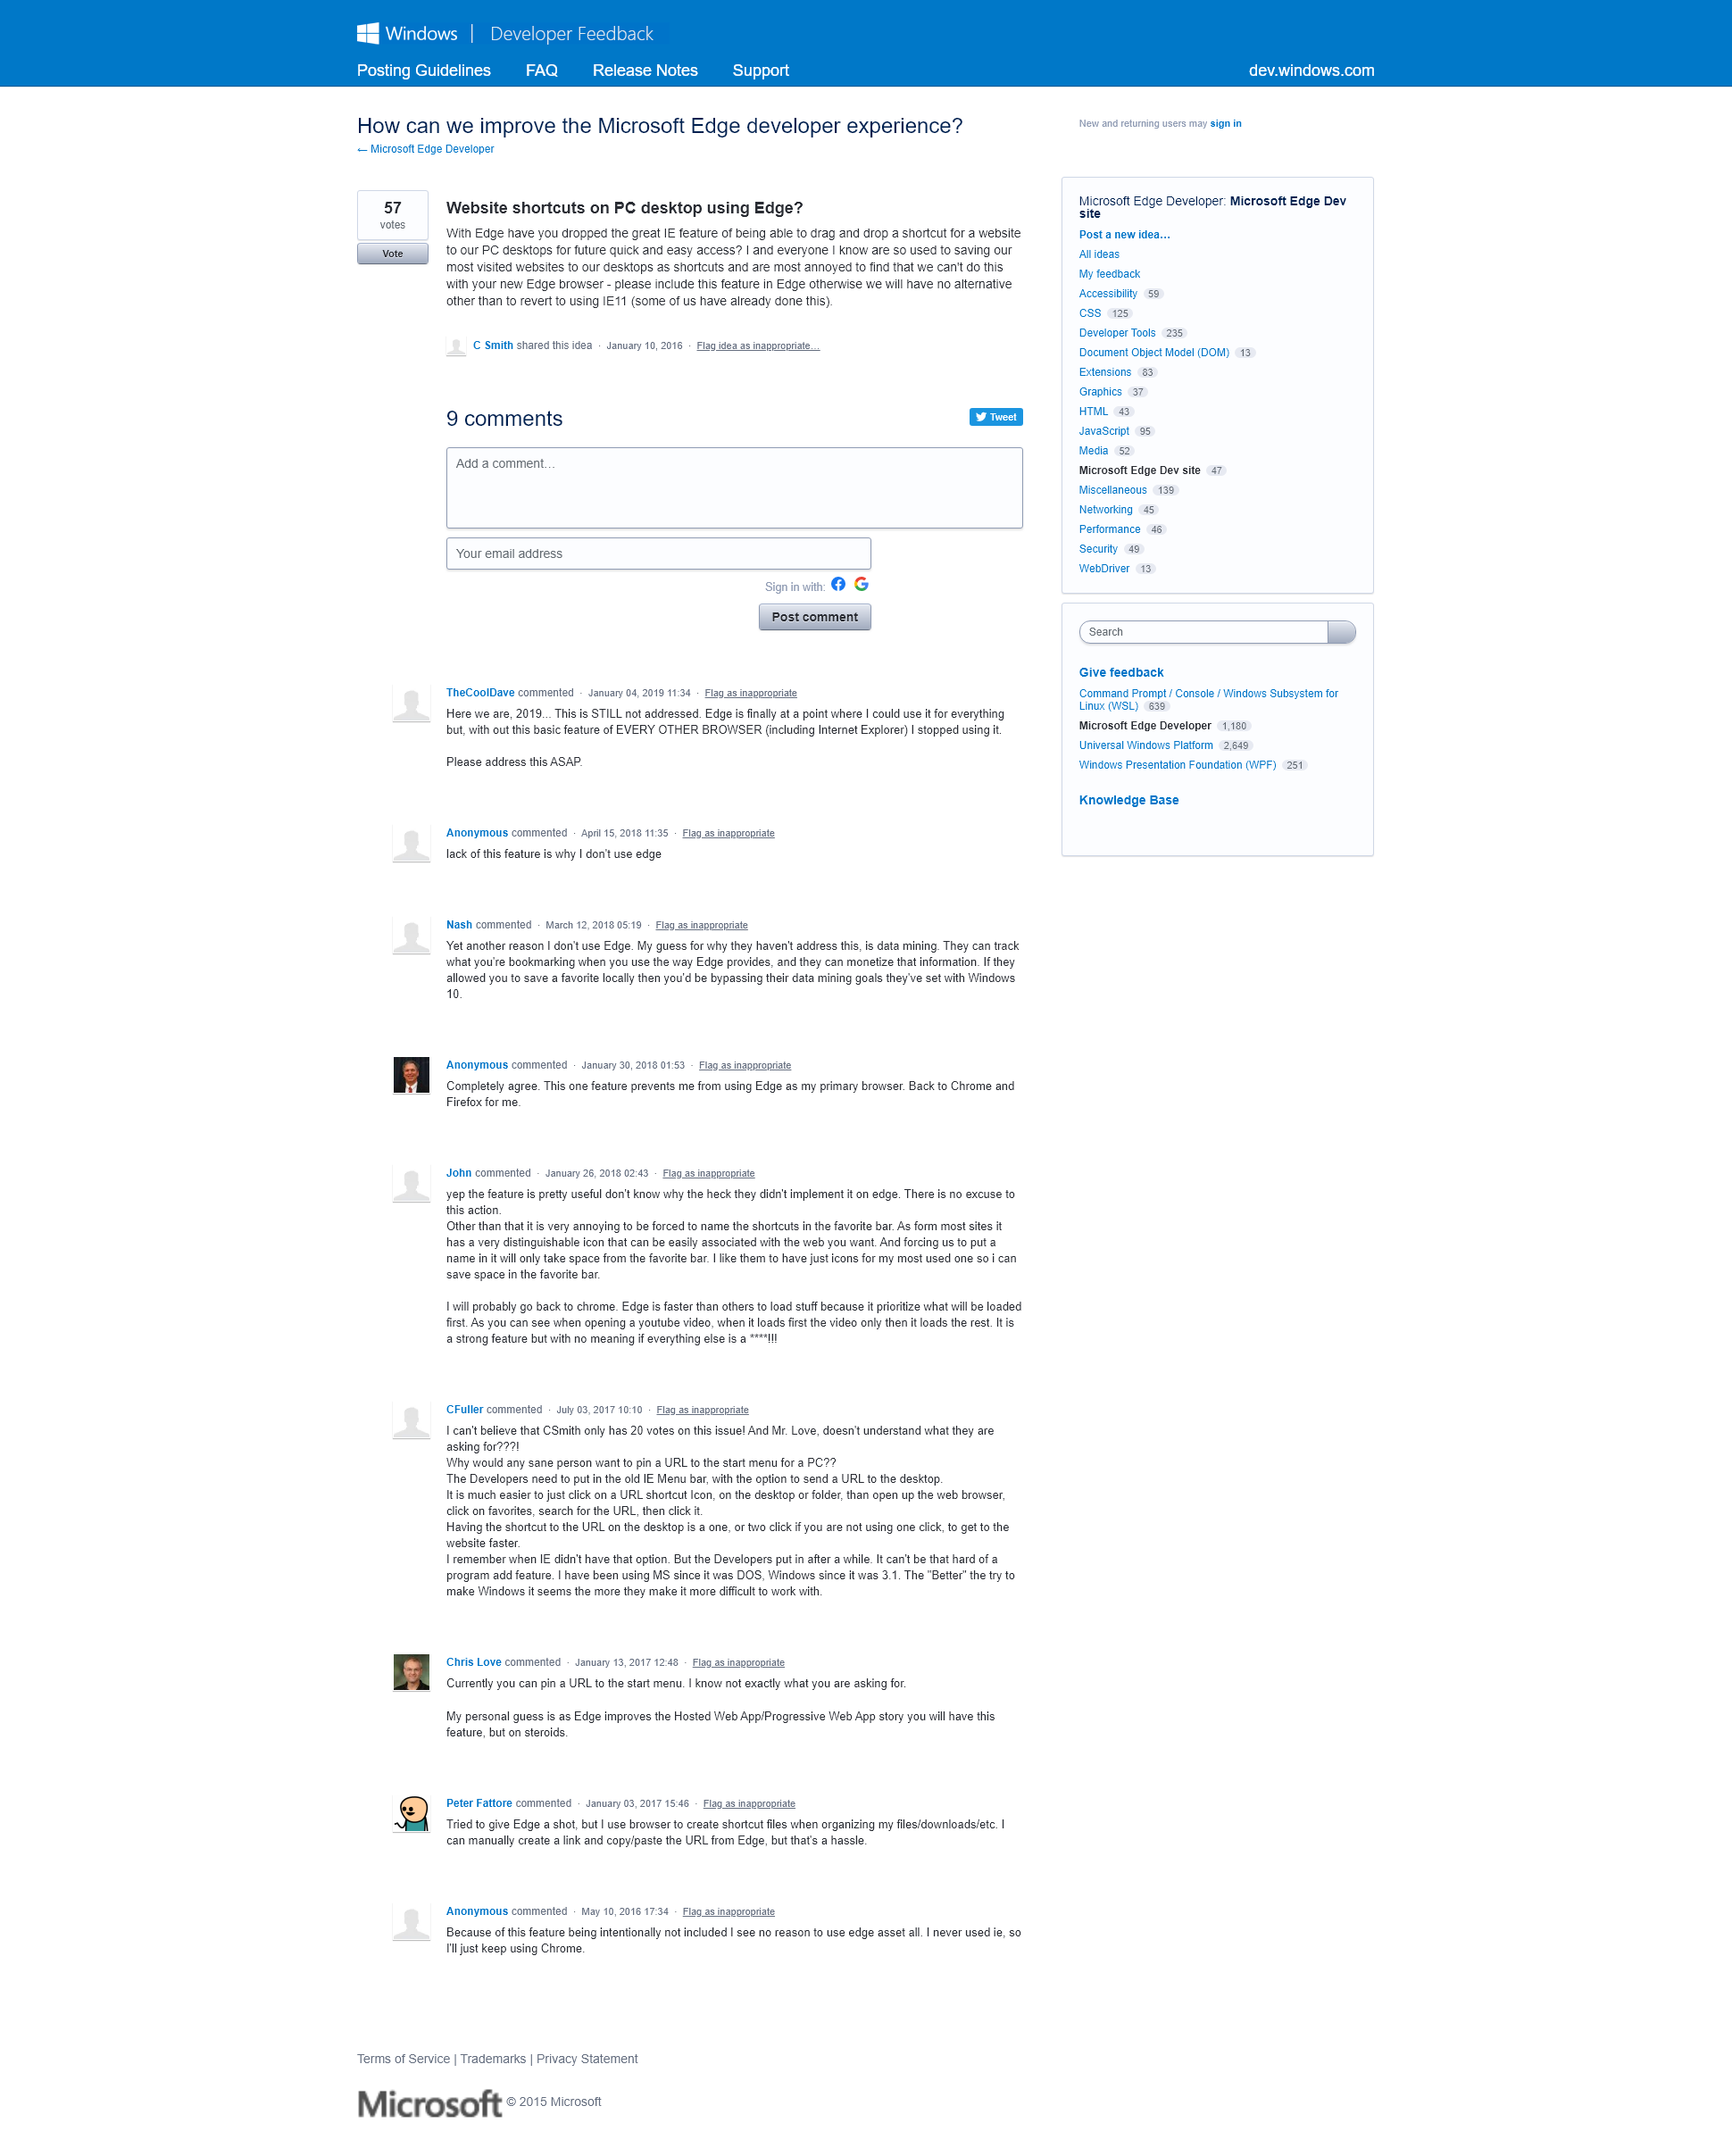 Windows | Developer Feedback
Posting Guidelines FAQ Release Notes Support dev.windows.com
How can we improve the Microsoft Edge developer experience?
← Microsoft Edge Developer
New and returning users may sign in
57
votes
Vote
Website shortcuts on PC desktop using Edge?
With Edge have you dropped the great IE feature of being able to drag and drop a shortcut for a website
to our PC desktops for future quick and easy access? I and everyone I know are so used to saving our
most visited websites to our desktops as shortcuts and are most annoyed to find that we can't do this
with your new Edge browser - please include this feature in Edge otherwise we will have no alternative
other than to revert to using IE11 (some of us have already done this).
C Smith shared this idea · January 10, 2016 · Flag idea as inappropriate…
9 comments
Tweet
Add a comment…
Your email address
Sign in with:
Post comment
TheCoolDave commented · January 04, 2019 11:34 · Flag as inappropriate
Here we are, 2019... This is STILL not addressed. Edge is finally at a point where I could use it for everything
but, with out this basic feature of EVERY OTHER BROWSER (including Internet Explorer) I stopped using it.
Please address this ASAP.
Anonymous commented · April 15, 2018 11:35 · Flag as inappropriate
lack of this feature is why I don't use edge
Nash commented · March 12, 2018 05:19 · Flag as inappropriate
Yet another reason I don't use Edge. My guess for why they haven't address this, is data mining. They can track
what you're bookmarking when you use the way Edge provides, and they can monetize that information. If they
allowed you to save a favorite locally then you'd be bypassing their data mining goals they've set with Windows
10.
Anonymous commented · January 30, 2018 01:53 · Flag as inappropriate
Completely agree. This one feature prevents me from using Edge as my primary browser. Back to Chrome and
Firefox for me.
John commented · January 26, 2018 02:43 · Flag as inappropriate
yep the feature is pretty useful don't know why the heck they didn't implement it on edge. There is no excuse to
this action.
Other than that it is very annoying to be forced to name the shortcuts in the favorite bar. As form most sites it
has a very distinguishable icon that can be easily associated with the web you want. And forcing us to put a
name in it will only take space from the favorite bar. I like them to have just icons for my most used one so i can
save space in the favorite bar.
I will probably go back to chrome. Edge is faster than others to load stuff because it prioritize what will be loaded
first. As you can see when opening a youtube video, when it loads first the video only then it loads the rest. It is
a strong feature but with no meaning if everything else is a ****!!!
CFuller commented · July 03, 2017 10:10 · Flag as inappropriate
I can't believe that CSmith only has 20 votes on this issue! And Mr. Love, doesn't understand what they are
asking for???!
Why would any sane person want to pin a URL to the start menu for a PC??
The Developers need to put in the old IE Menu bar, with the option to send a URL to the desktop.
It is much easier to just click on a URL shortcut Icon, on the desktop or folder, than open up the web browser,
click on favorites, search for the URL, then click it.
Having the shortcut to the URL on the desktop is a one, or two click if you are not using one click, to get to the
website faster.
I remember when IE didn't have that option. But the Developers put in after a while. It can't be that hard of a
program add feature. I have been using MS since it was DOS, Windows since it was 3.1. The "Better" the try to
make Windows it seems the more they make it more difficult to work with.
Chris Love commented · January 13, 2017 12:48 · Flag as inappropriate
Currently you can pin a URL to the start menu. I know not exactly what you are asking for.
My personal guess is as Edge improves the Hosted Web App/Progressive Web App story you will have this
feature, but on steroids.
Peter Fattore commented · January 03, 2017 15:46 · Flag as inappropriate
Tried to give Edge a shot, but I use browser to create shortcut files when organizing my files/downloads/etc. I
can manually create a link and copy/paste the URL from Edge, but that's a hassle.
Anonymous commented · May 10, 2016 17:34 · Flag as inappropriate
Because of this feature being intentionally not included I see no reason to use edge asset all. I never used ie, so
I'll just keep using Chrome.
Microsoft Edge Developer: Microsoft Edge Dev
site
Post a new idea…
All ideas
My feedback
Accessibility 59
CSS 125
Developer Tools 235
Document Object Model (DOM) 13
Extensions 83
Graphics 37
HTML 43
JavaScript 95
Media 52
Microsoft Edge Dev site 47
Miscellaneous 139
Networking 45
Performance 46
Security 49
WebDriver 13
Search
Give feedback
Command Prompt / Console / Windows Subsystem for
Linux (WSL) 639
Microsoft Edge Developer 1,180
Universal Windows Platform 2,649
Windows Presentation Foundation (WPF) 251
Knowledge Base
Terms of Service | Trademarks | Privacy Statement
Microsoft © 2015 Microsoft